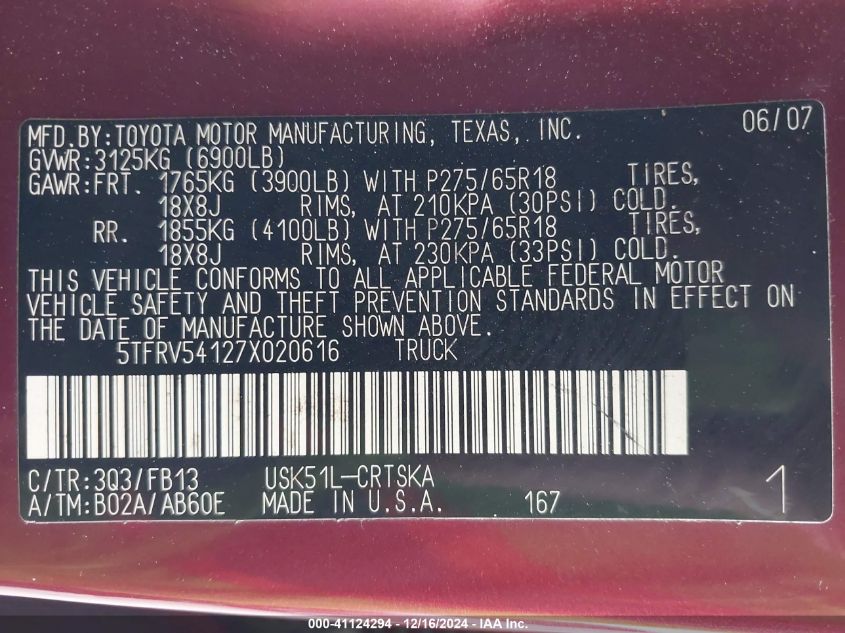 MFD.BY:TOYOTA MOTOR MANUFACTURING, TEXAS, INC. 06/07
GVWR:3125KG (6900LB)
GAWR:FRT. 1765KG (3900LB) WITH P275/65R18 TIRES,
18X8J RIMS, AT 210KPA (30PSI) COLD.
RR. 1855KG (4100LB) WITH P275/65R18 TIRES,
18X8J RIMS, AT 230KPA (33PSI) COLD.
THIS VEHICLE CONFORMS TO ALL APPLICABLE FEDERAL MOTOR
VEHICLE SAFETY AND THEFT PREVENTION STANDARDS IN EFFECT ON
THE DATE OF MANUFACTURE SHOWN ABOVE.
5TFRV54127X020616 TRUCK
C/TR:3Q3/FB13 USK51L-CRTSKA
A/TM:B02A/AB60E MADE IN U.S.A. 167 1
000-41124294 - 12/16/2024 - IAA Inc.